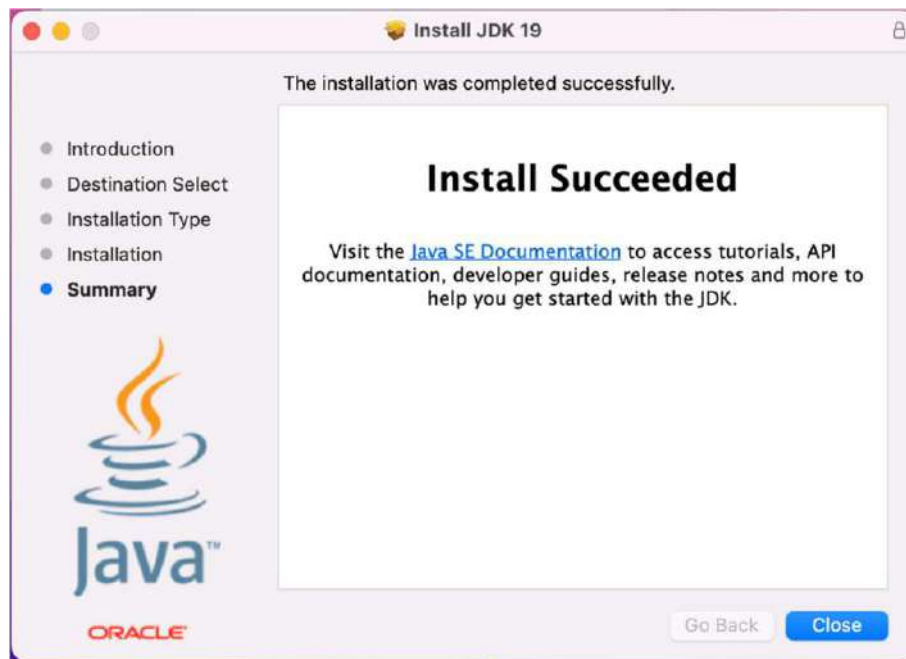 Install JDK 19
The installation was completed successfully.
Introduction
Destination Select
Installation Type
Installation
Summary
Install Succeeded
Visit the Java SE Documentation to access tutorials, API
documentation, developer guides, release notes and more to
help you get started with the JDK.
Java™
ORACLE
Go Back
Close